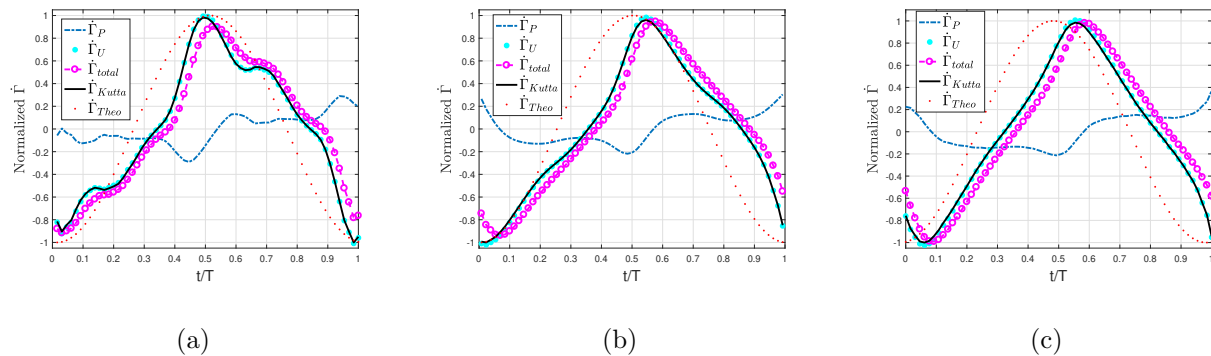 Normalized Γ̇
1
0.8
0.6
0.4
0.2
0
-0.2
-0.4
-0.6
-0.8
-1
Γ̇_P
Γ̇_U
Γ̇_total
Γ̇_Kutta
Γ̇_Theo
0 0.1 0.2 0.3 0.4 0.5 0.6 0.7 0.8 0.9 1
t/T
(a)
Normalized Γ̇
1
0.8
0.6
0.4
0.2
0
-0.2
-0.4
-0.6
-0.8
-1
Γ̇_P
Γ̇_U
Γ̇_total
Γ̇_Kutta
Γ̇_Theo
0 0.1 0.2 0.3 0.4 0.5 0.6 0.7 0.8 0.9 1
t/T
(b)
Normalized Γ̇
1
0.8
0.6
0.4
0.2
0
-0.2
-0.4
-0.6
-0.8
-1
Γ̇_P
Γ̇_U
Γ̇_total
Γ̇_Kutta
Γ̇_Theo
0 0.1 0.2 0.3 0.4 0.5 0.6 0.7 0.8 0.9 1
t/T
(c)